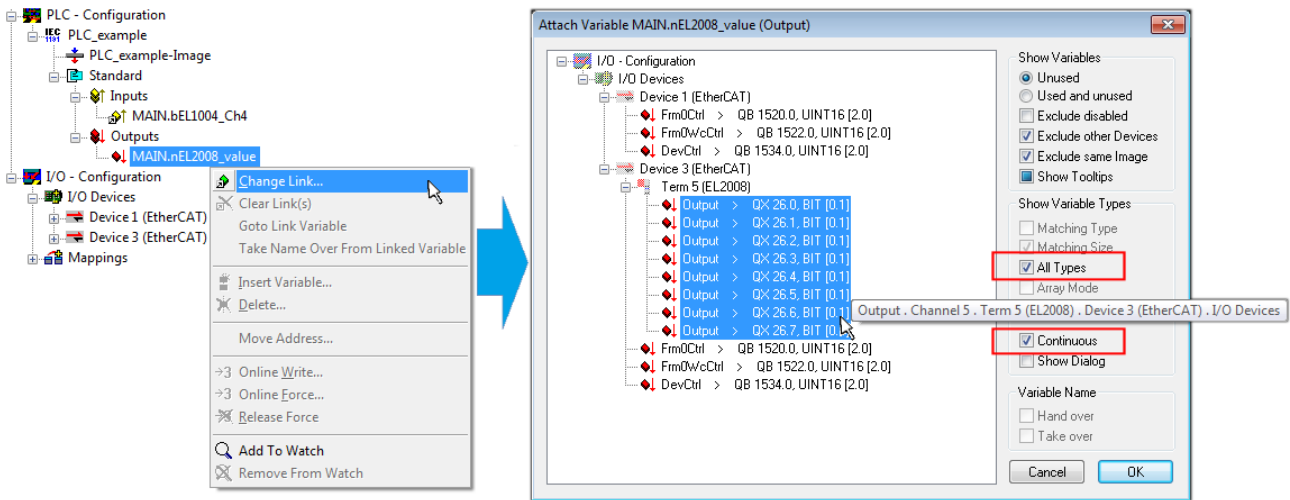 PLC - Configuration
IEC
1131
PLC_example
PLC_example-Image
Standard
Inputs
MAIN.bEL1004_Ch4
Outputs
MAIN.nEL2008_value
I/O - Configuration
I/O Devices
Device 1 (EtherCAT)
Device 3 (EtherCAT)
Mappings
Change Link...
Clear Link(s)
Goto Link Variable
Take Name Over From Linked Variable
Insert Variable...
Delete...
Move Address...
Online Write...
Online Force...
Release Force
Add To Watch
Remove From Watch
Attach Variable MAIN.nEL2008_value (Output)
I/O - Configuration
I/O Devices
Device 1 (EtherCAT)
Frm0Ctrl > QB 1520.0, UINT16 [2.0]
Frm0WcCtrl > QB 1522.0, UINT16 [2.0]
DevCtrl > QB 1534.0, UINT16 [2.0]
Device 3 (EtherCAT)
Term 5 (EL2008)
Output > QX 26.0, BIT [0.1]
Output > QX 26.1, BIT [0.1]
Output > QX 26.2, BIT [0.1]
Output > QX 26.3, BIT [0.1]
Output > QX 26.4, BIT [0.1]
Output > QX 26.5, BIT [0.1]
Output > QX 26.6, BIT [0.1]
Output > QX 26.7, BIT [0.1]
Output . Channel 5 . Term 5 (EL2008) . Device 3 (EtherCAT) . I/O Devices
Frm0Ctrl > QB 1520.0, UINT16 [2.0]
Frm0WcCtrl > QB 1522.0, UINT16 [2.0]
DevCtrl > QB 1534.0, UINT16 [2.0]
Show Variables
Unused
Used and unused
Exclude disabled
Exclude other Devices
Exclude same Image
Show Tooltips
Show Variable Types
Matching Type
Matching Size
All Types
Array Mode
Continuous
Show Dialog
Variable Name
Hand over
Take over
Cancel
OK